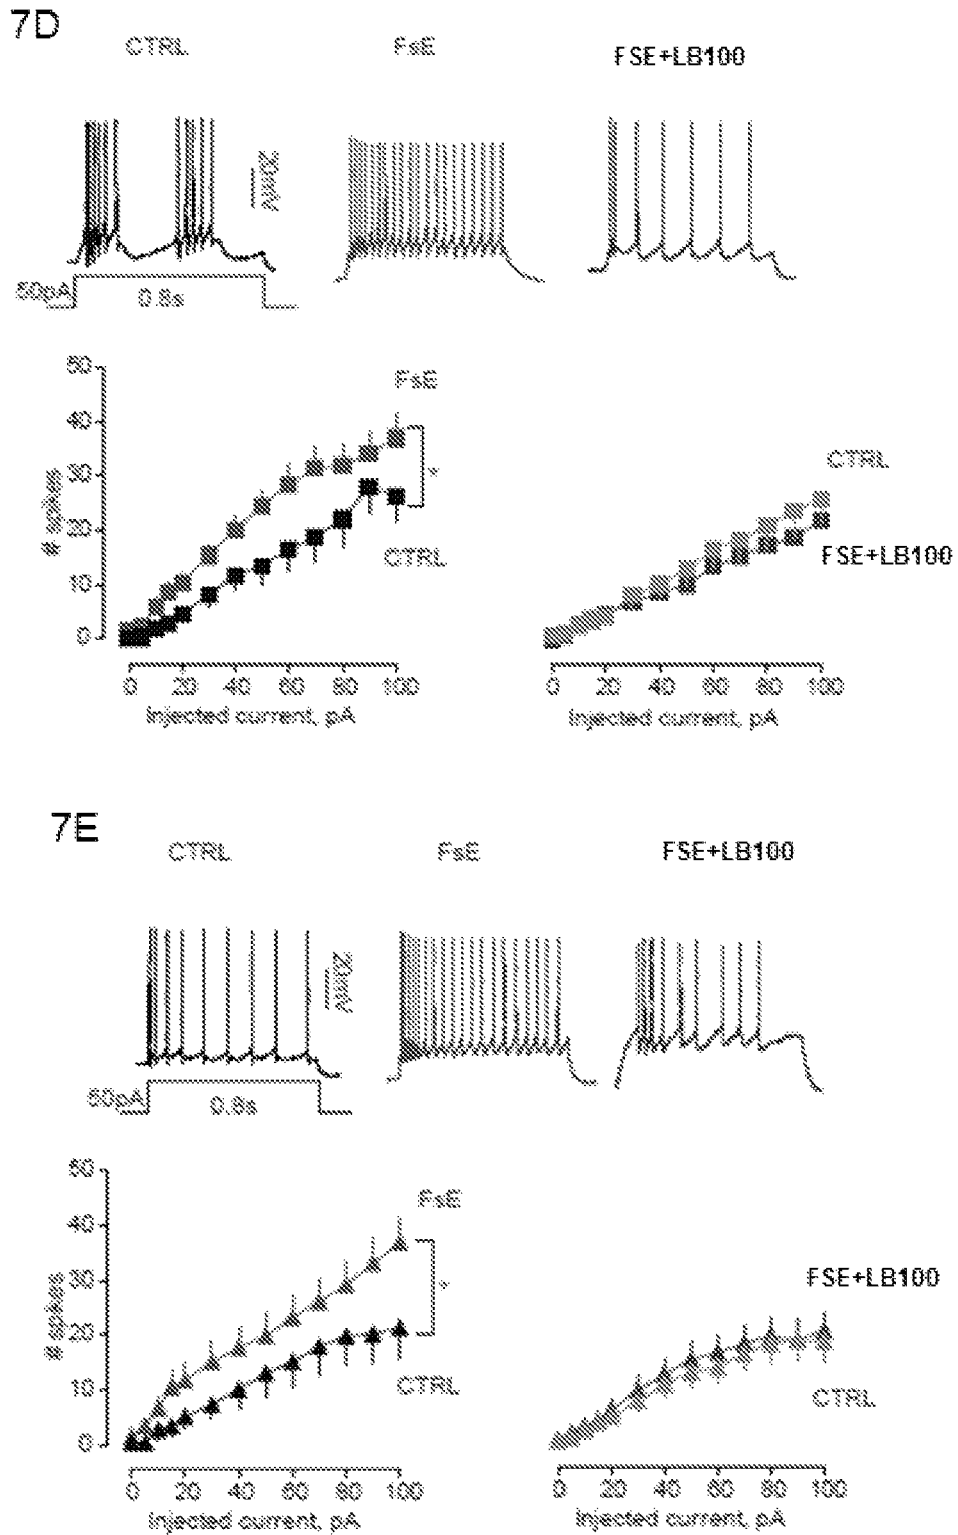 7D
CTRL
FsE
FSE+LB100
20mV
50pA
0.8s
# spikes
50
40
30
20
10
0
FsE
*
CTRL
0 20 40 60 80 100
Injected current, pA
CTRL
FSE+LB100
0 20 40 60 80 100
Injected current, pA
7E
CTRL
FsE
FSE+LB100
20mV
50pA
0.8s
# spikes
50
40
30
20
10
0
FsE
*
CTRL
0 20 40 60 80 100
Injected current, pA
FSE+LB100
CTRL
0 20 40 60 80 100
Injected current, pA